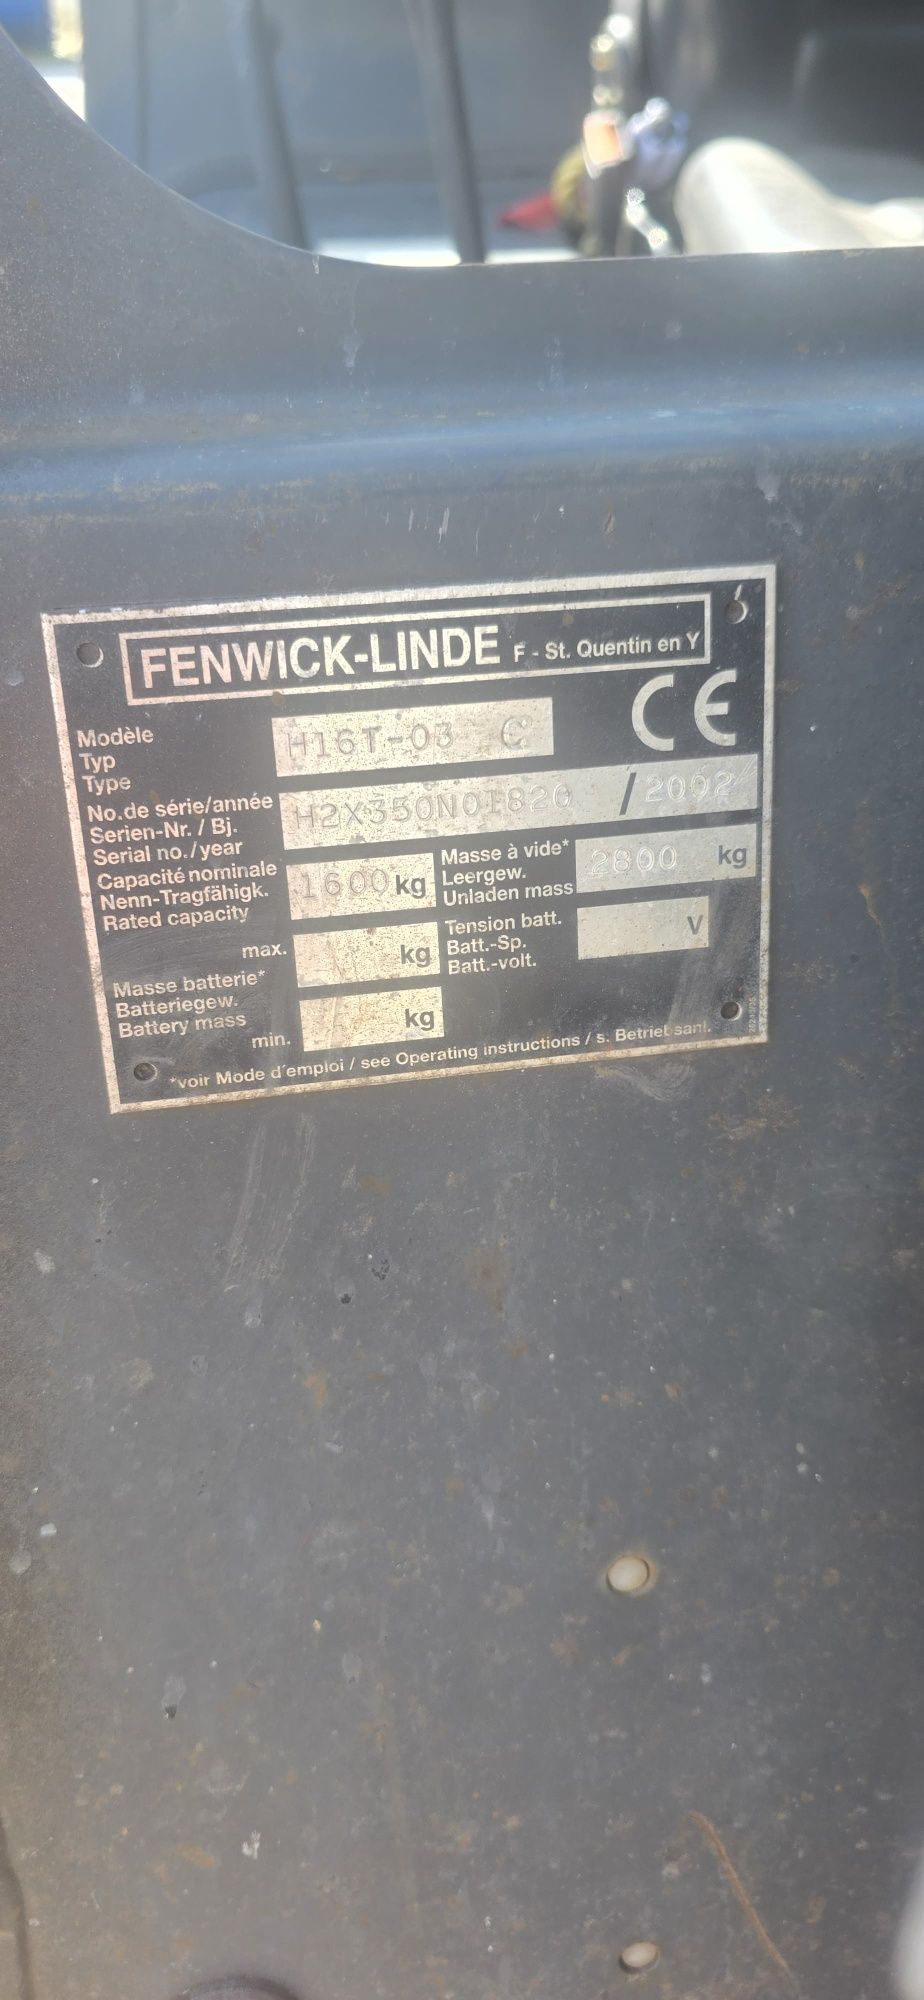 FENWICK-LINDE F - St. Quentin en Y
CE
Modèle
Typ
Type
H16T-03 C
No.de série/année
Serien-Nr. / Bj.
Serial no./year
H2X350N01820 / 2002
Capacité nominale
Nenn-Tragfähigk.
Rated capacity
1600 kg
Masse à vide*
Leergew.
Unladen mass
2800 kg
Masse batterie*
Batteriegew.
Battery mass
max. kg
min. kg
Tension batt.
Batt.-Sp.
Batt.-volt.
V
*voir Mode d'emploi / see Operating instructions / s. Betriebsanl.